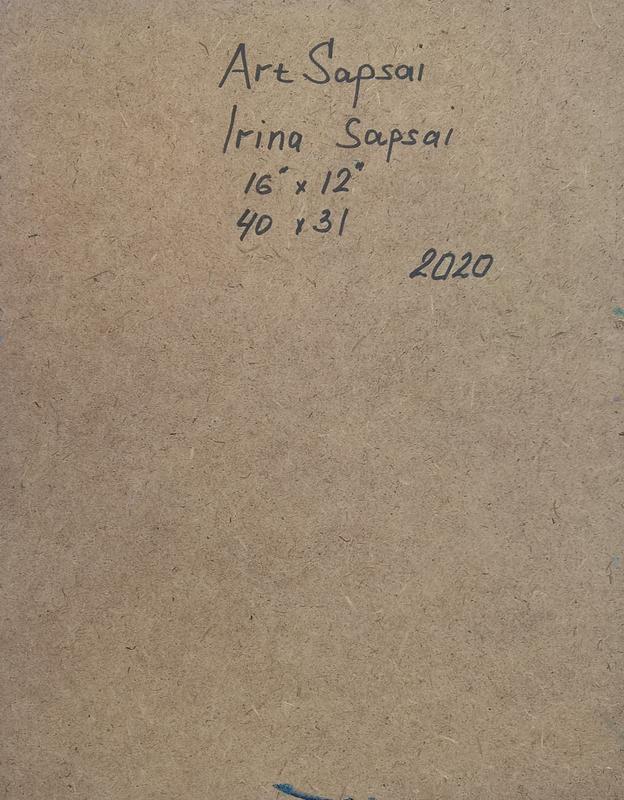 Art Sapsai
Irina Sapsai
16" x 12"
40 x 31
2020